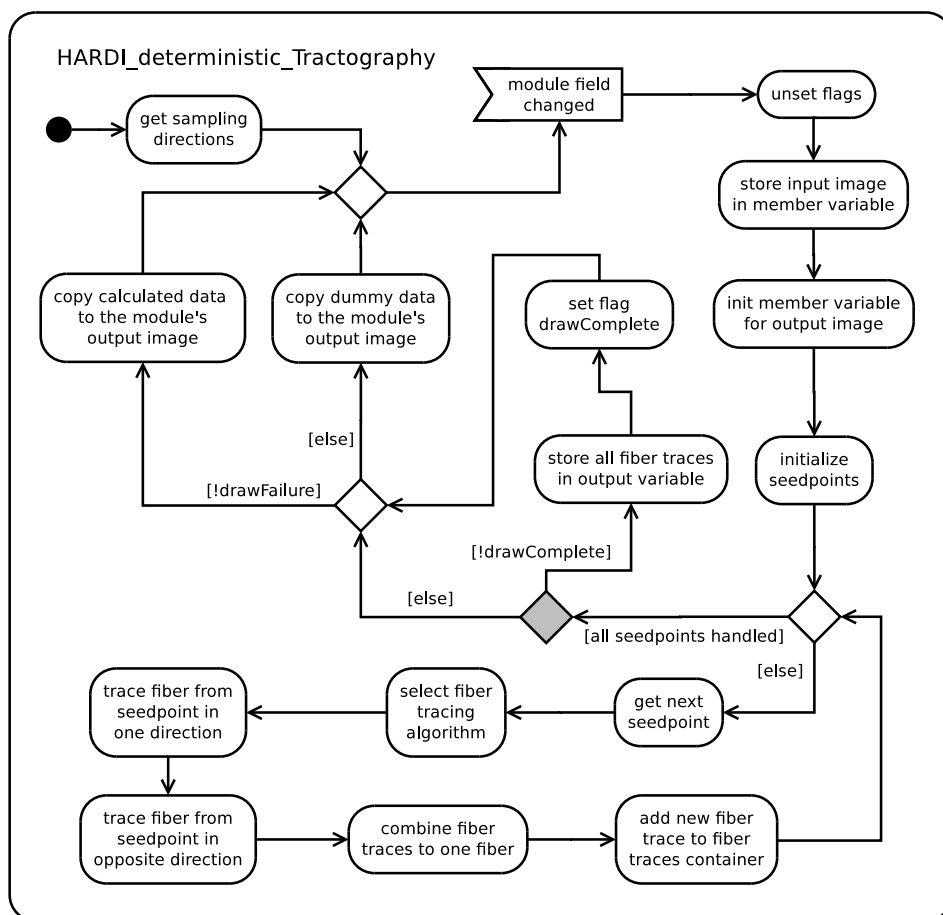 HARDI_deterministic_Tractography
module field
changed
unset flags
get sampling
directions
store input image
in member variable
copy calculated data
to the module's
output image
copy dummy data
to the module's
output image
set flag
drawComplete
init member variable
for output image
[else]
store all fiber traces
in output variable
initialize
seedpoints
[!drawFailure]
[!drawComplete]
[else]
[all seedpoints handled]
[else]
trace fiber from
seedpoint in
one direction
select fiber
tracing
algorithm
get next
seedpoint
trace fiber from
seedpoint in
opposite direction
combine fiber
traces to one fiber
add new fiber
trace to fiber
traces container